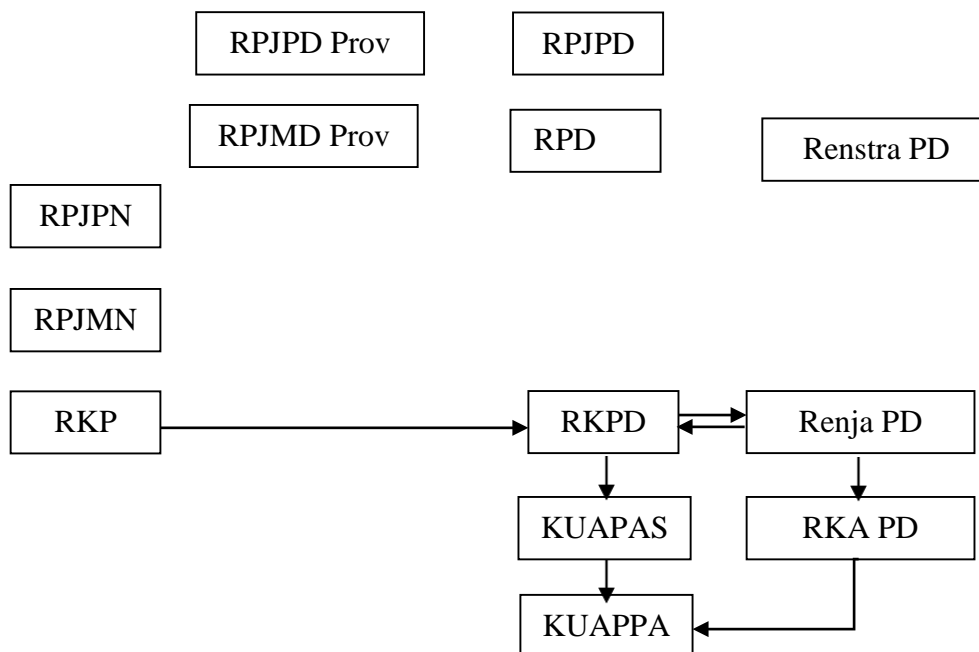 RPJPD Prov
RPJPD
RPJMD Prov
RPD
Renstra PD
RPJPN
RPJMN
RKP
RKPD
Renja PD
KUAPAS
RKA PD
KUAPPA